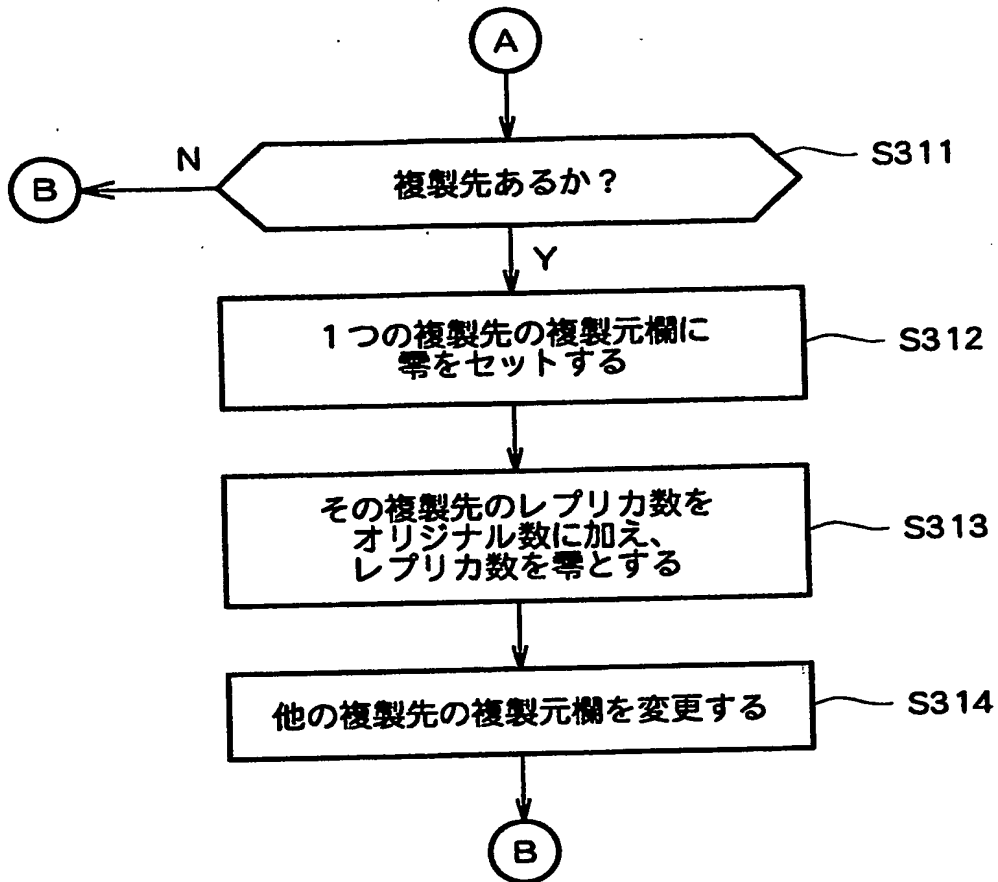 A
複製先あるか？
S311
N
B
Y
1つの複製先の複製元欄に
零をセットする
S312
その複製先のレプリカ数を
オリジナル数に加え、
レプリカ数を零とする
S313
他の複製先の複製元欄を変更する
S314
B